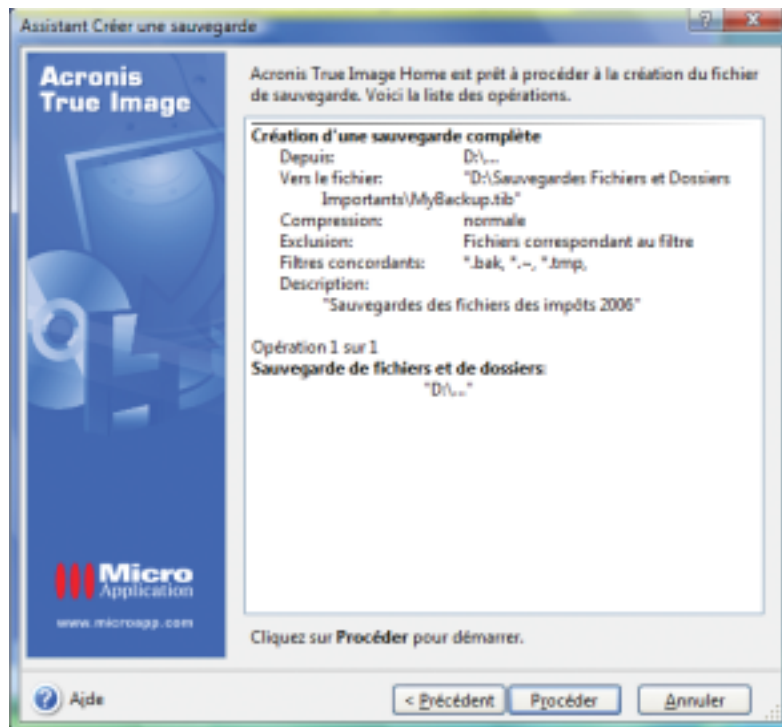 Assistant Créer une sauvegarde
Acronis
True Image
Acronis True Image Home est prêt à procéder à la création du fichier
de sauvegarde. Voici la liste des opérations.
Création d'une sauvegarde complète
Depuis: D:\...
Vers le fichier: "D:\Sauvegardes Fichiers et Dossiers
Importants\MyBackup.tib"
Compression: normale
Exclusion: Fichiers correspondant au filtre
Filtres concordants: *.bak, *.~, *.tmp,
Description:
"Sauvegardes des fichiers des impôts 2006"
Opération 1 sur 1
Sauvegarde de fichiers et de dossiers:
"D:\..."
Micro
Application
www.microapp.com
Cliquez sur Procéder pour démarrer.
Aide
< Précédent
Procéder
Annuler